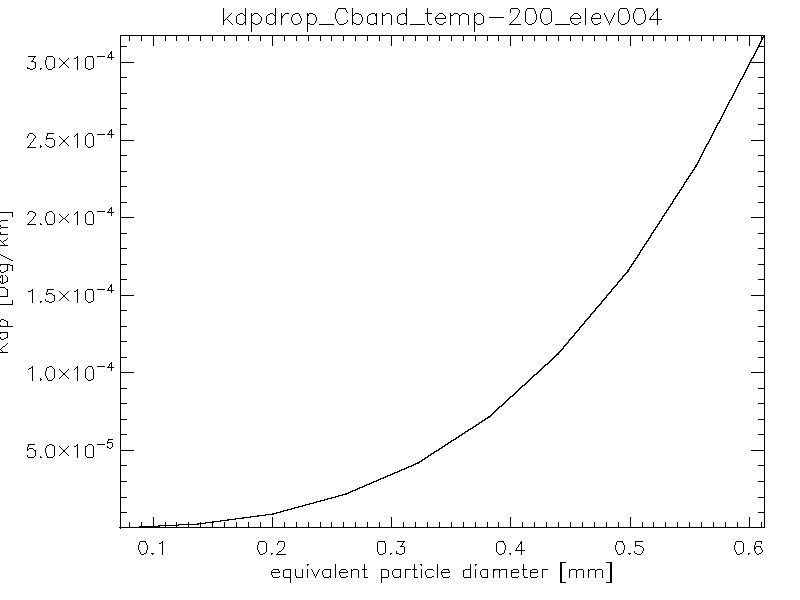 kdpdrop_Cband_temp-200_elev004
3.0×10⁻⁴
2.5×10⁻⁴
2.0×10⁻⁴
1.5×10⁻⁴
1.0×10⁻⁴
5.0×10⁻⁵
Kdp [Deg/km]
0.1 0.2 0.3 0.4 0.5 0.6
equivalent particle diameter [mm]